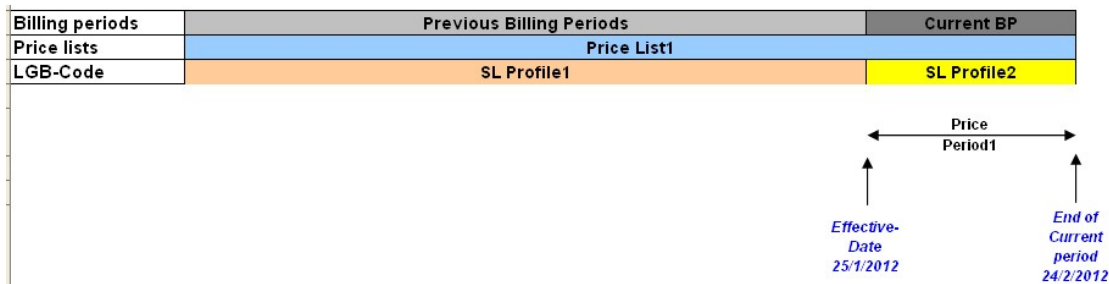 Billing periods Previous Billing Periods Current BP
Price lists Price List1
LGB-Code SL Profile1 SL Profile2
Price
Period1
Effective-
Date
25/1/2012
End of
Current
period
24/2/2012